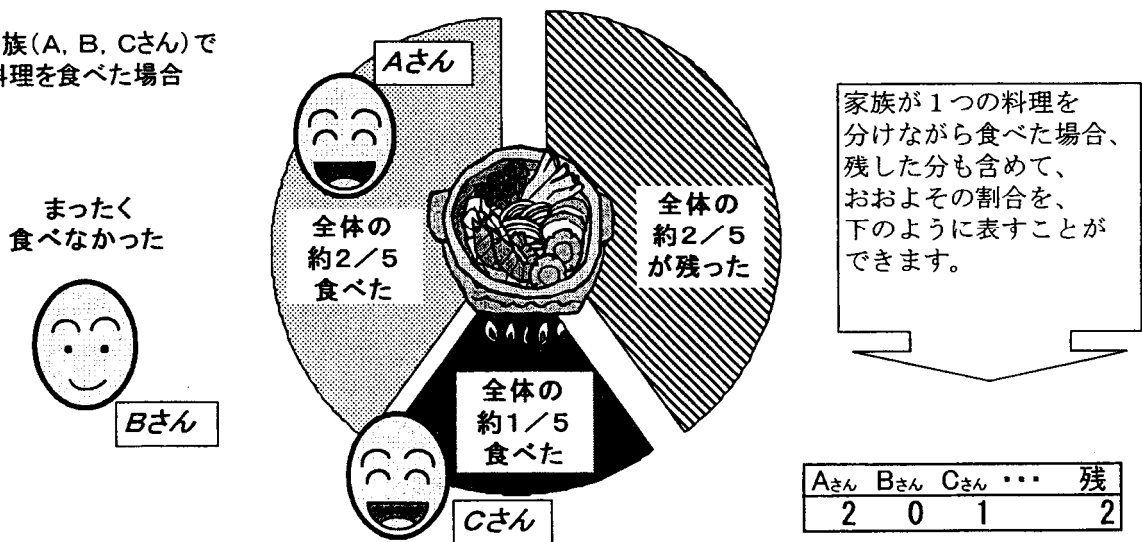 族(A, B, Cさん)で
料理を食べた場合
まったく
食べなかった
Bさん
Aさん
全体の
約2/5
食べた
全体の
約2/5
が残った
全体の
約1/5
食べた
Cさん
家族が1つの料理を
分けながら食べた場合、
残した分も含めて、
おおよその割合を、
下のように表すことが
できます。
Aさん Bさん Cさん ・・・ 残
2 0 1 2